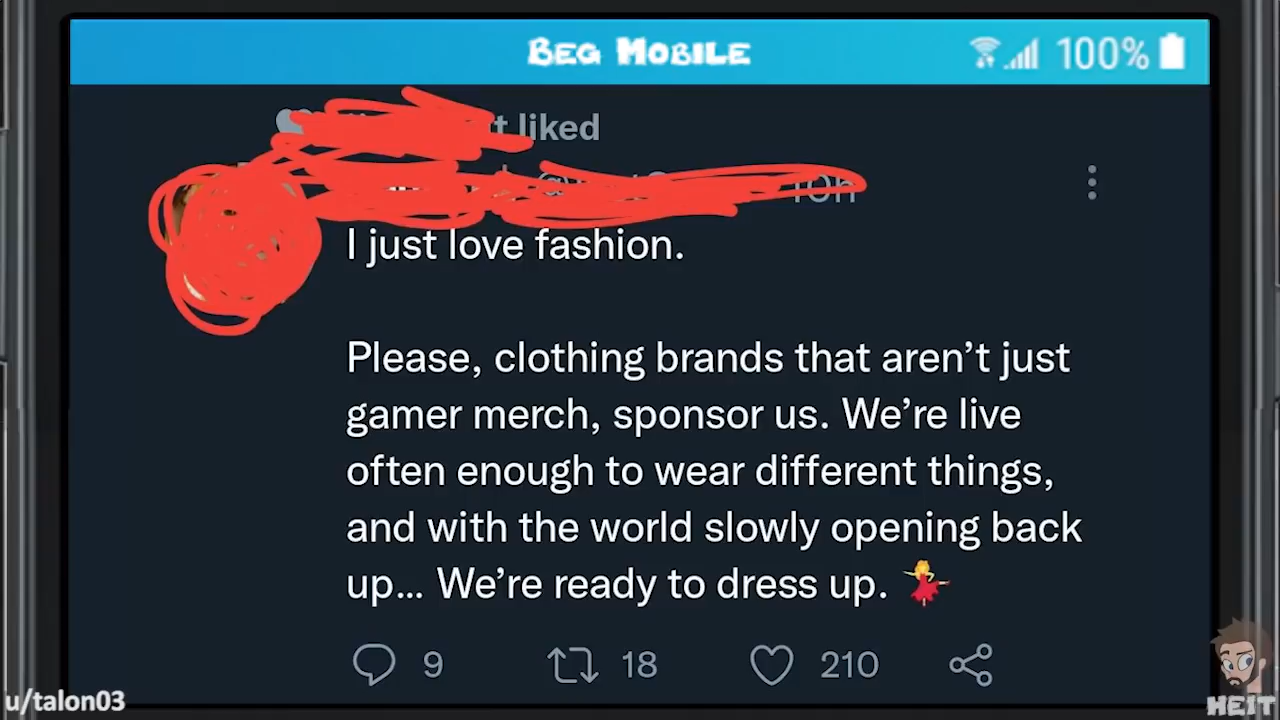 Beg Mobile
100%
liked
I just love fashion.
Please, clothing brands that aren’t just
gamer merch, sponsor us. We’re live
often enough to wear different things,
and with the world slowly opening back
up... We’re ready to dress up.
9 18 210
u/talon03
HEIT